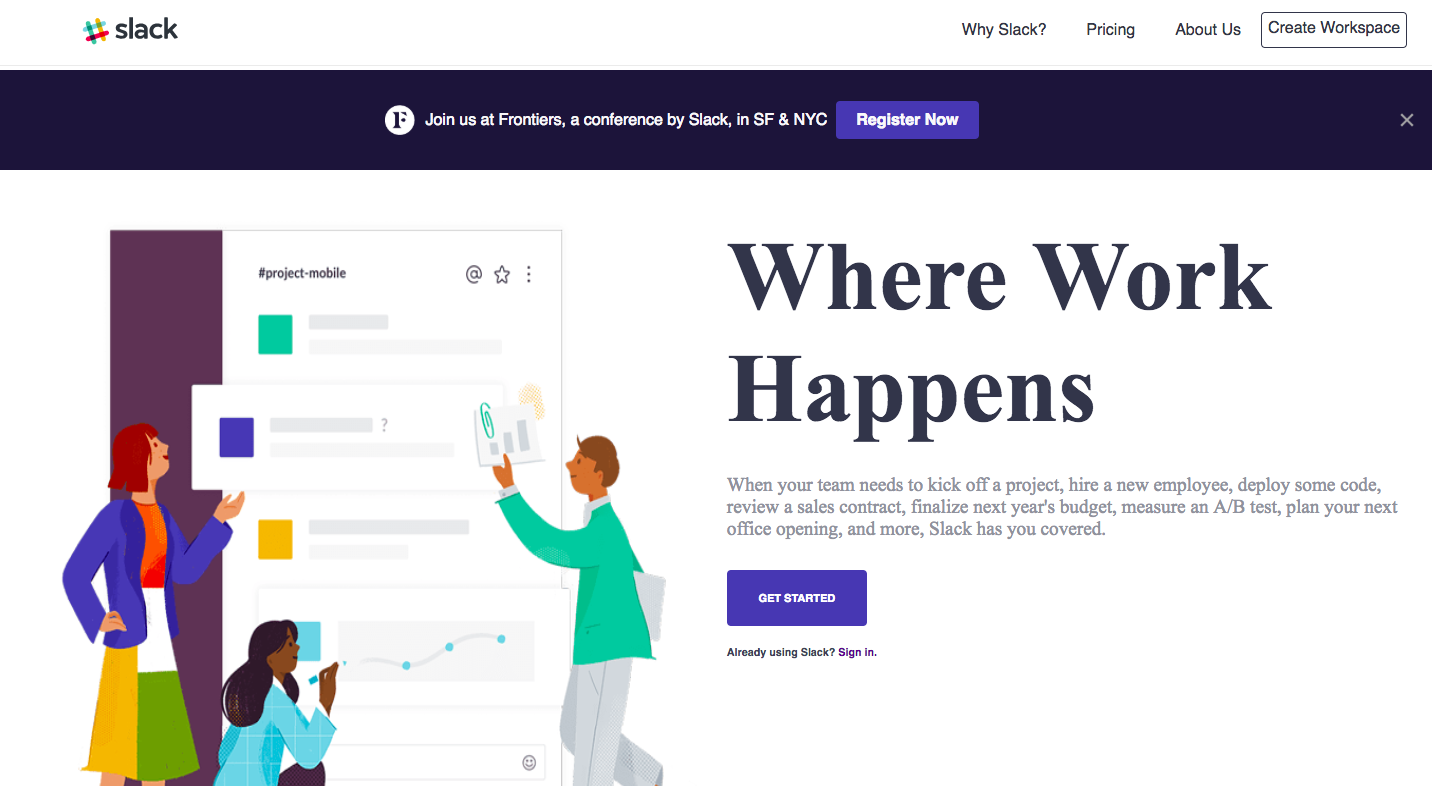 slack
Why Slack?
Pricing
About Us
Create Workspace
F Join us at Frontiers, a conference by Slack, in SF & NYC
Register Now
#project-mobile
?
Where Work
Happens
When your team needs to kick off a project, hire a new employee, deploy some code,
review a sales contract, finalize next year's budget, measure an A/B test, plan your next
office opening, and more, Slack has you covered.
GET STARTED
Already using Slack? Sign in.